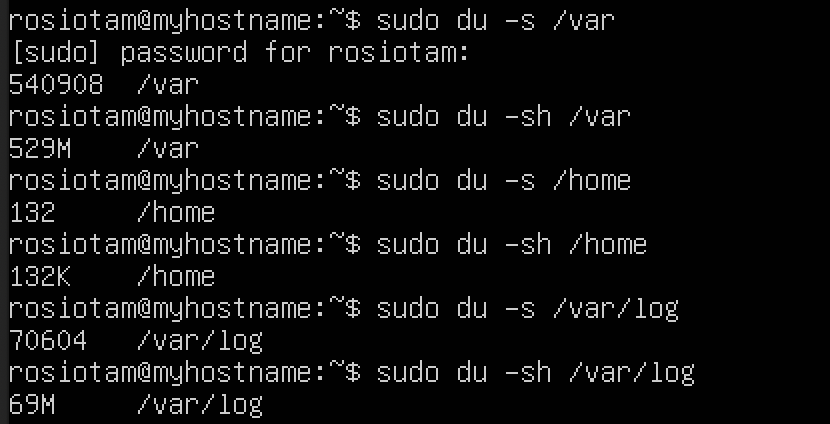 rosiotam@myhostname:~$ sudo du -s /var
[sudo] password for rosiotam:
540908  /var
rosiotam@myhostname:~$ sudo du -sh /var
529M    /var
rosiotam@myhostname:~$ sudo du -s /home
132     /home
rosiotam@myhostname:~$ sudo du -sh /home
132K    /home
rosiotam@myhostname:~$ sudo du -s /var/log
70604   /var/log
rosiotam@myhostname:~$ sudo du -sh /var/log
69M     /var/log